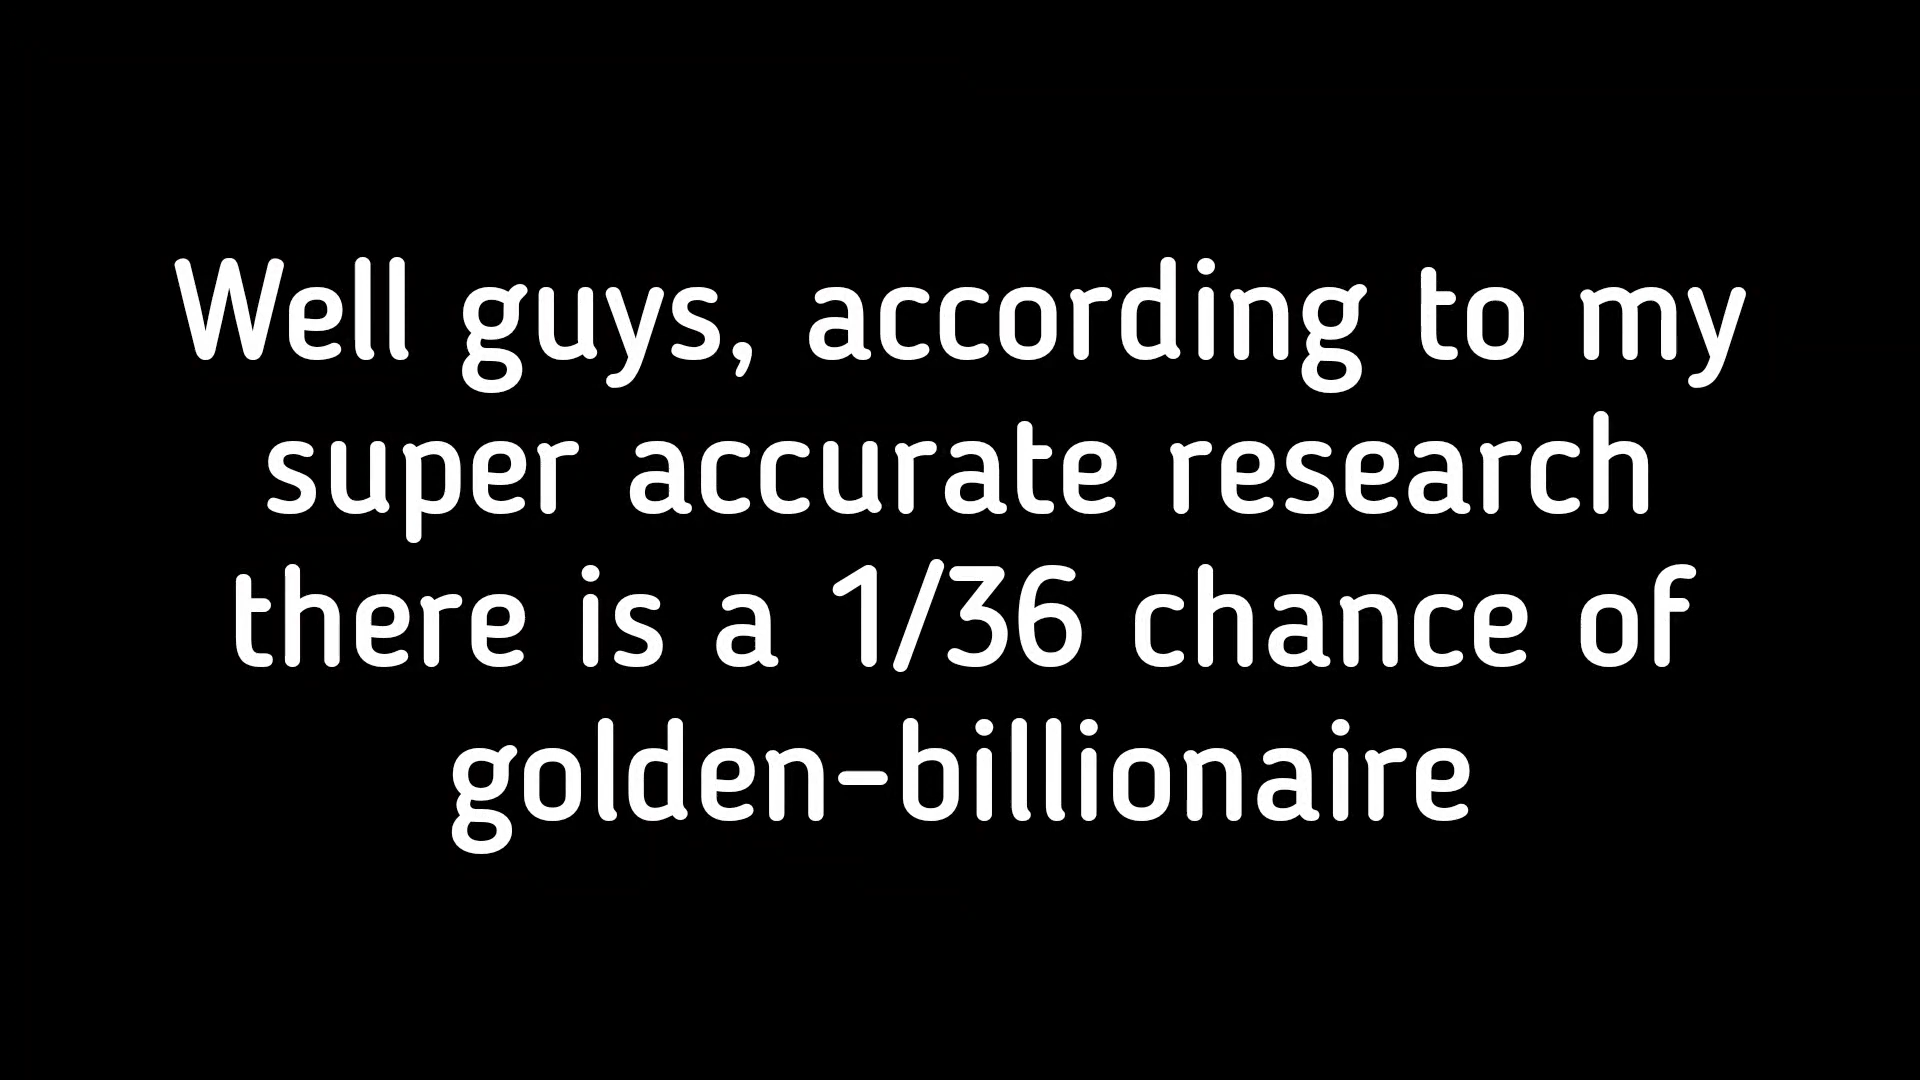 Well guys, according to my
super accurate research
there is a 1/36 chance of
golden-billionaire